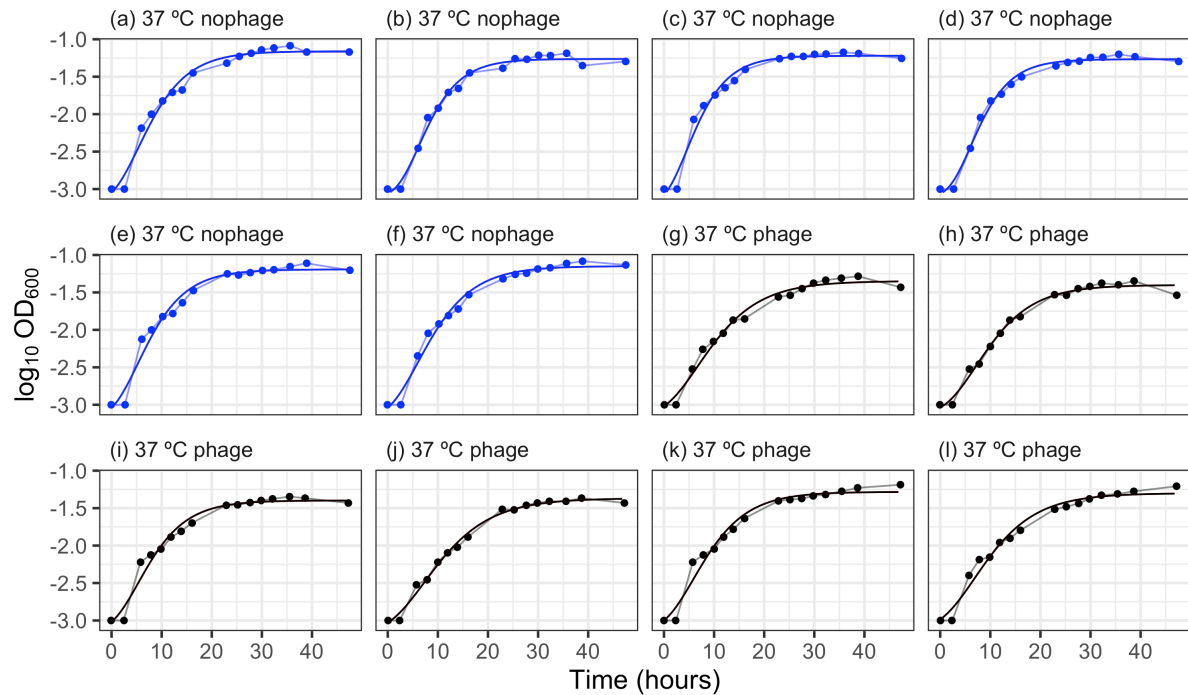 (a) 37 ºC nophage
(b) 37 ºC nophage
(c) 37 ºC nophage
(d) 37 ºC nophage
-1.0
-1.5
-2.0
-2.5
-3.0
(e) 37 ºC nophage
(f) 37 ºC nophage
(g) 37 ºC phage
(h) 37 ºC phage
-1.0
-1.5
-2.0
-2.5
-3.0
log₁₀ OD₆₀₀
(i) 37 ºC phage
(j) 37 ºC phage
(k) 37 ºC phage
(l) 37 ºC phage
-1.0
-1.5
-2.0
-2.5
-3.0
0 10 20 30 40 0 10 20 30 40 0 10 20 30 40 0 10 20 30 40
Time (hours)